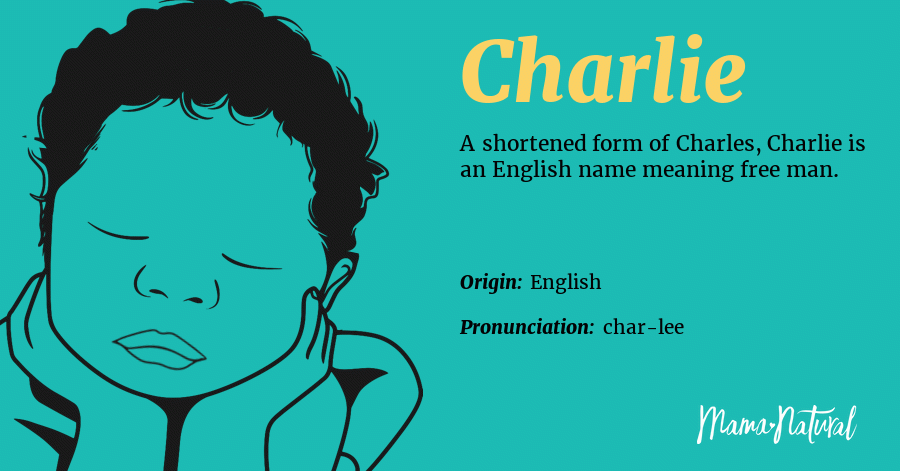 Charlie
A shortened form of Charles, Charlie is
an English name meaning free man.
Origin: English
Pronunciation: char-lee
Mama Natural